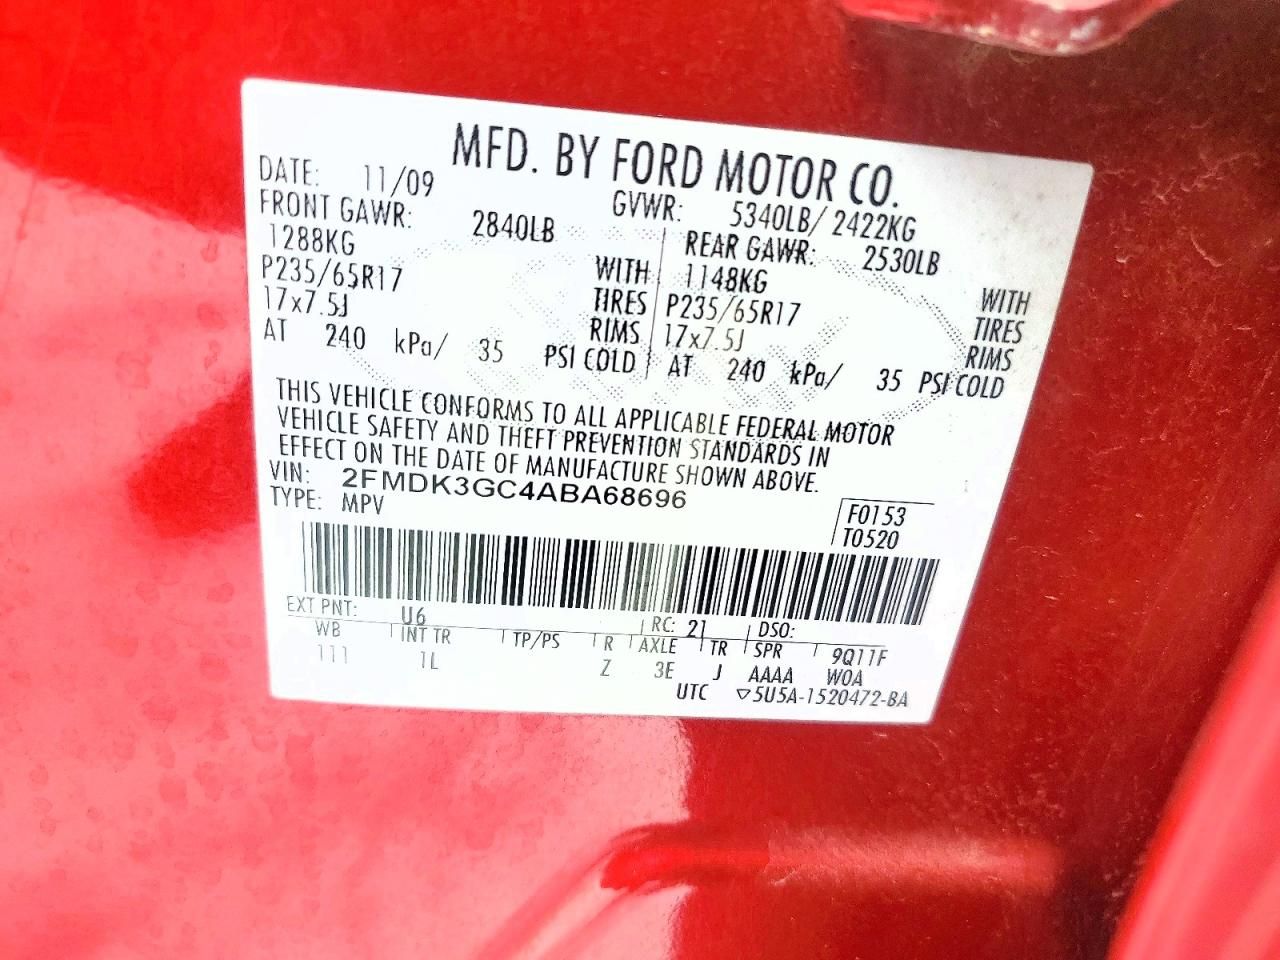 MFD. BY FORD MOTOR CO.
DATE: 11/09 GVWR: 5340LB/ 2422KG
FRONT GAWR: 2840LB REAR GAWR: 2530LB
1288KG WITH 1148KG WITH
P235/65R17 TIRES P235/65R17 TIRES
17x7.5J RIMS 17x7.5J RIMS
AT 240 kPa/ 35 PSI COLD AT 240 kPa/ 35 PSI COLD
THIS VEHICLE CONFORMS TO ALL APPLICABLE FEDERAL MOTOR
VEHICLE SAFETY AND THEFT PREVENTION STANDARDS IN
EFFECT ON THE DATE OF MANUFACTURE SHOWN ABOVE.
VIN: 2FMDK3GC4ABA68696
TYPE: MPV
F0153
T0520
EXT PNT: U6 RC: 21 DSO:
WB INT TR TP/PS R AXLE TR SPR 9Q11F
111 1L Z 3E J AAAA W0A
UTC ▽5U5A-1520472-BA